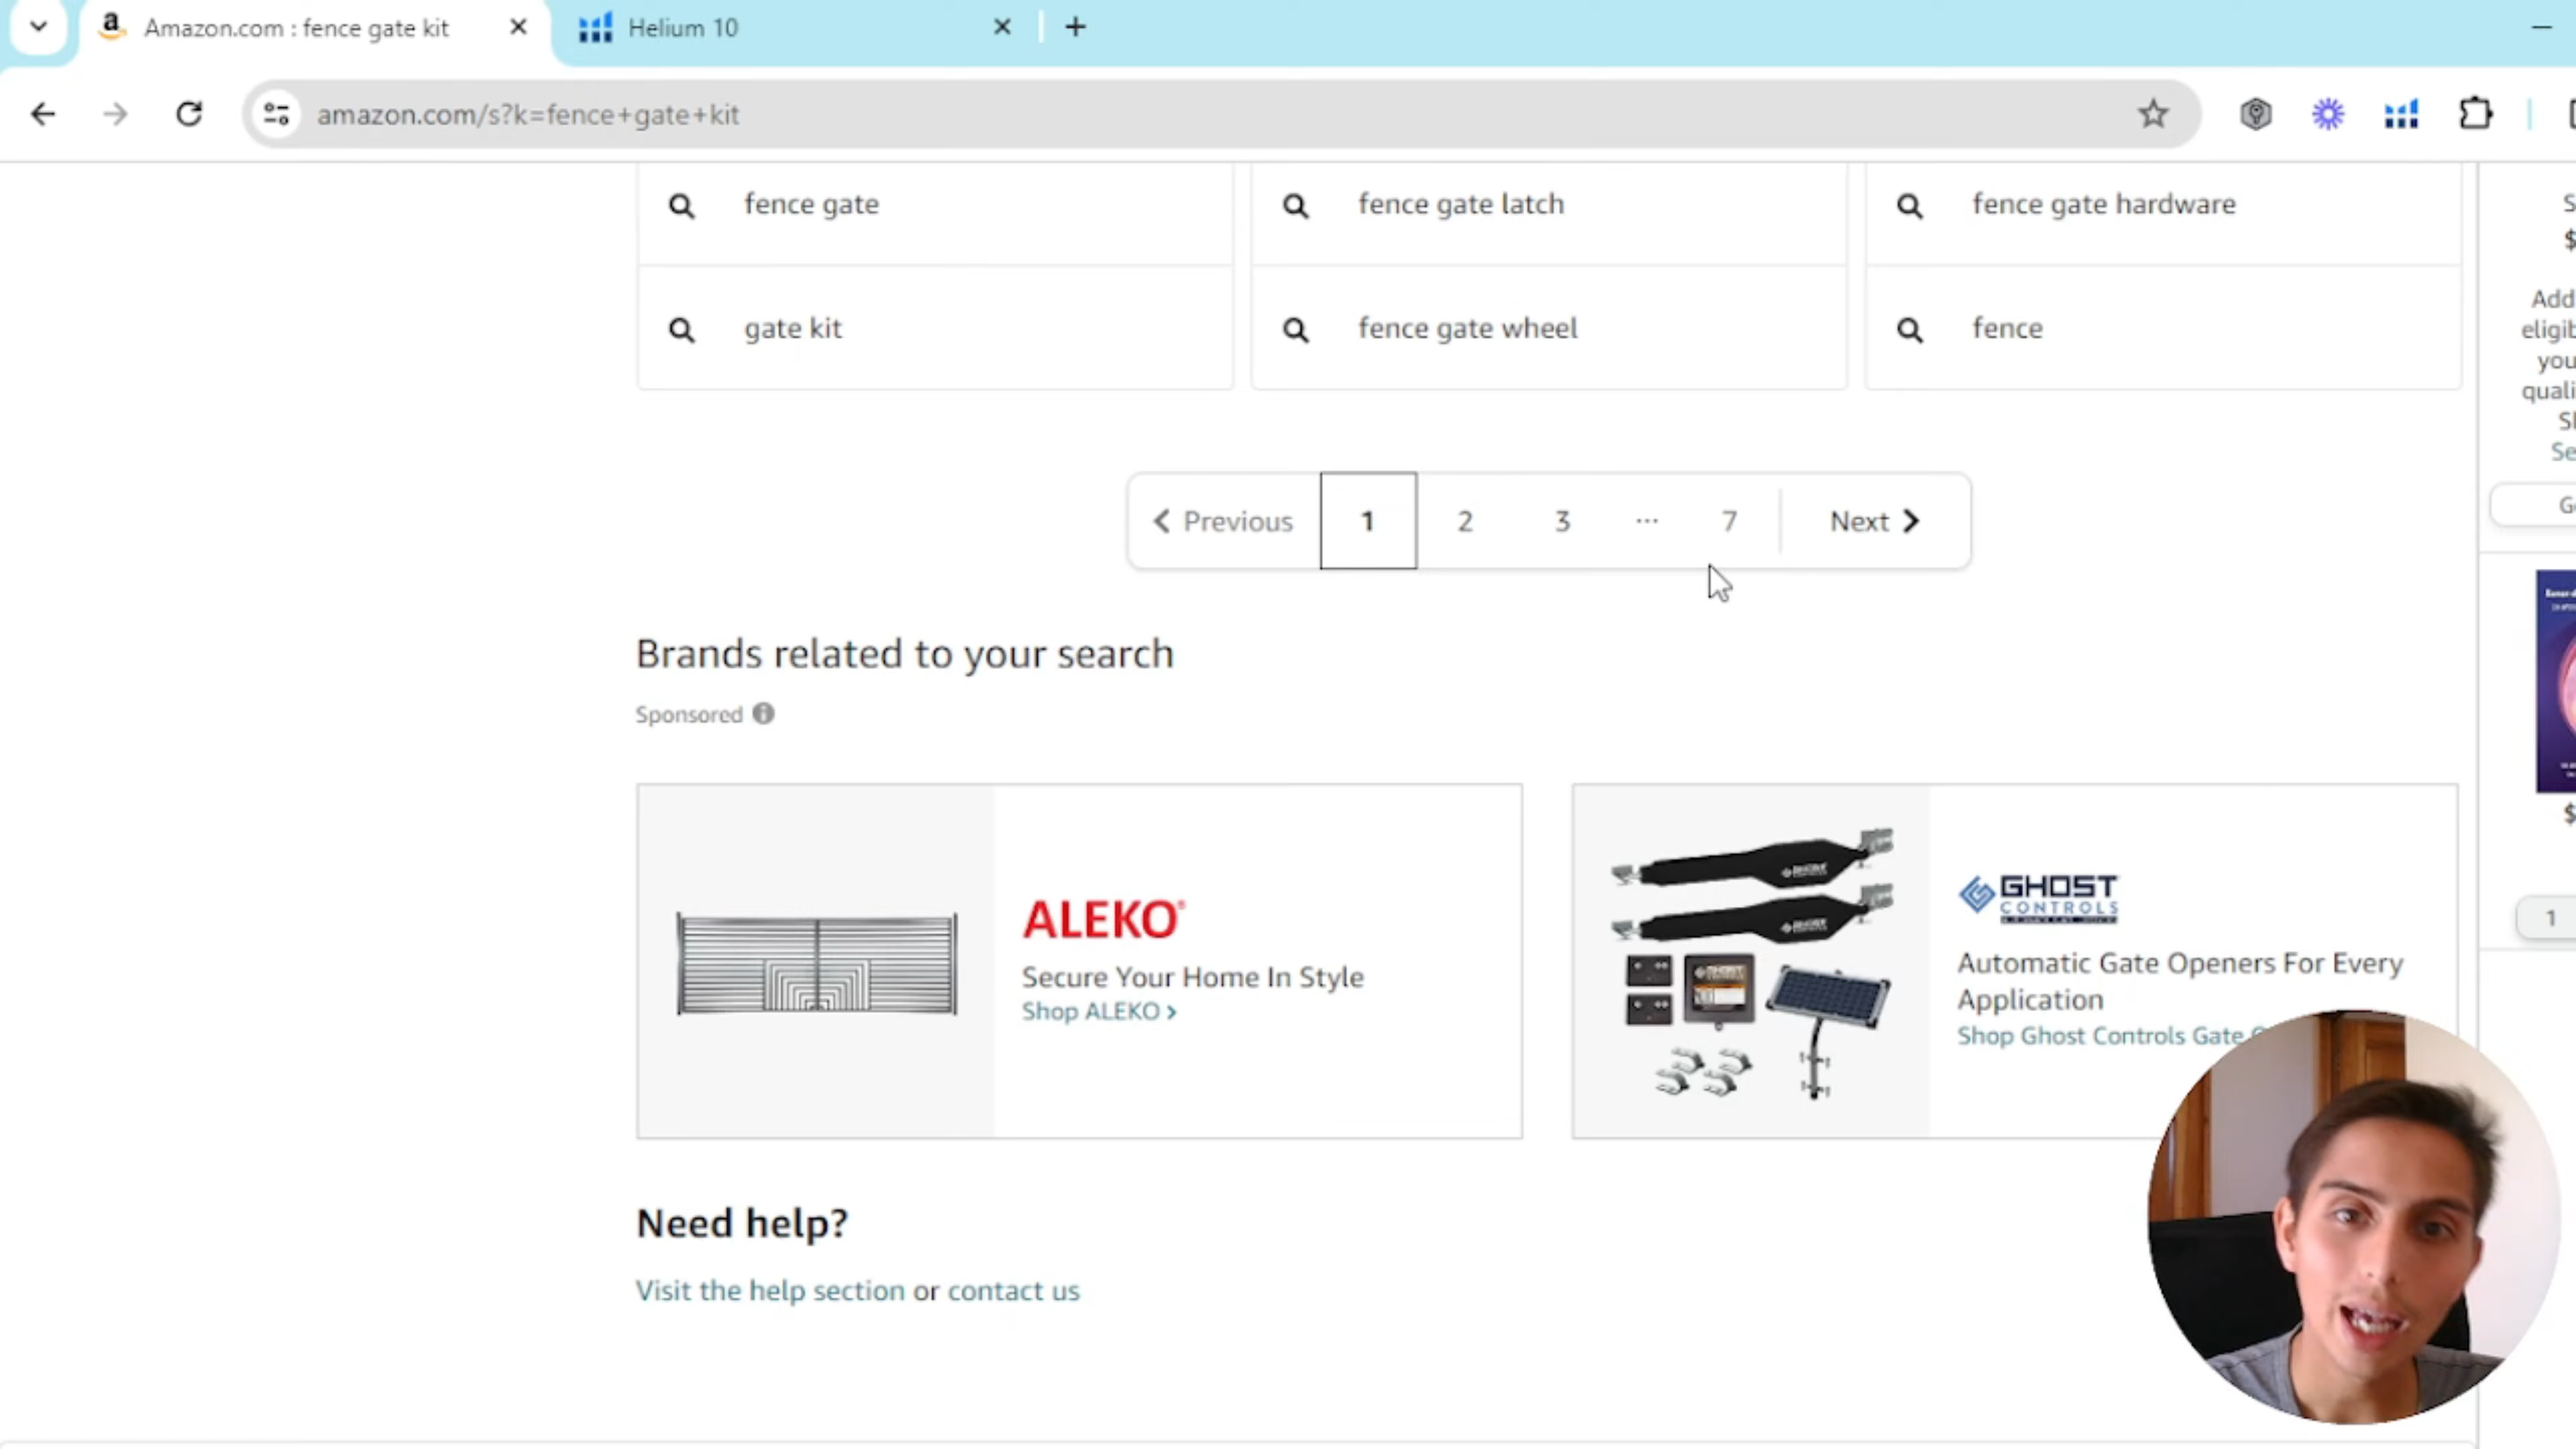 Amazon.com : fence gate kit
Helium 10
amazon.com/s?k=fence+gate+kit
fence gate
fence gate latch
fence gate hardware
gate kit
fence gate wheel
fence
Previous
1
2
3
...
7
Next
Brands related to your search
Sponsored
ALEKO
Secure Your Home In Style
Shop ALEKO
GHOST
CONTROLS
Automatic Gate Openers For Every
Application
Shop Ghost Controls Gate
Need help?
Visit the help section or contact us
$
Add
you
$
1